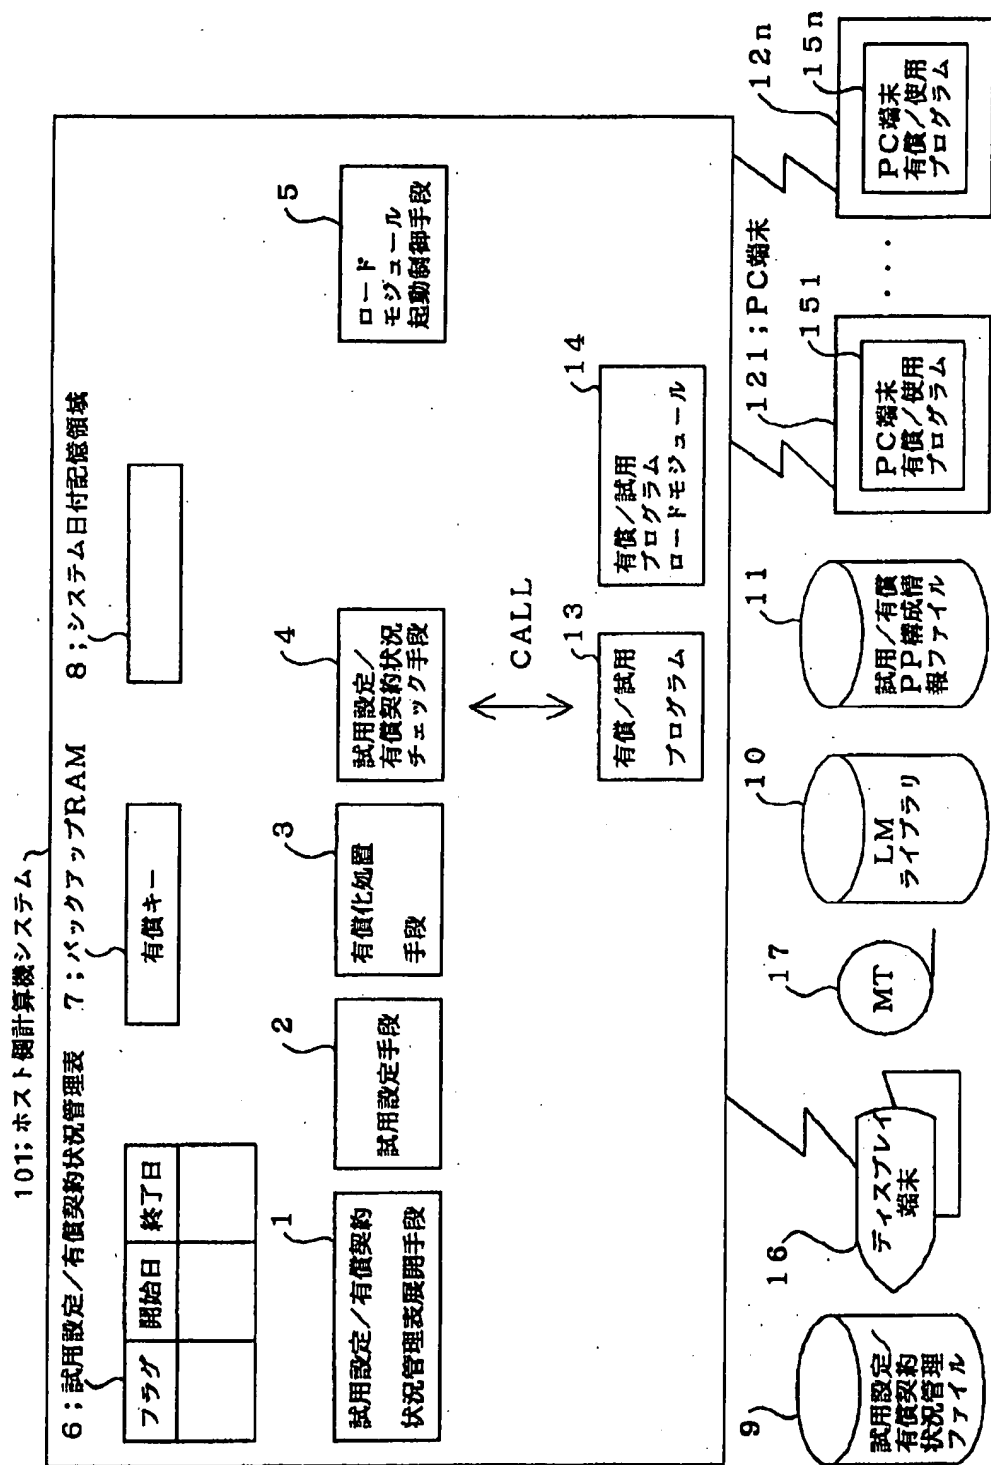 101;ホスト側計算機システム
6;試用設定/有償契約状況管理表
7;バックアップRAM
8;システム日付記憶領域
フラグ
開始日
終了日
有償キー
1
試用設定/有償契約
状況管理表展開手段
2
試用設定手段
3
有償化処置
手段
4
試用設定/
有償契約状況
チェック手段
5
ロード
モジュール
起動制御手段
CALL
13
有償/試用
プログラム
14
有償/試用
プログラム
ロードモジュール
9
試用設定/
有償契約
状況管理
ファイル
16
ディスプレイ
端末
17
MT
10
LM
ライブラリ
11
試用/有償
PP構成情
報ファイル
121;PC端末
151
PC端末
有償/使用
プログラム
・・・
12n
15n
PC端末
有償/使用
プログラム